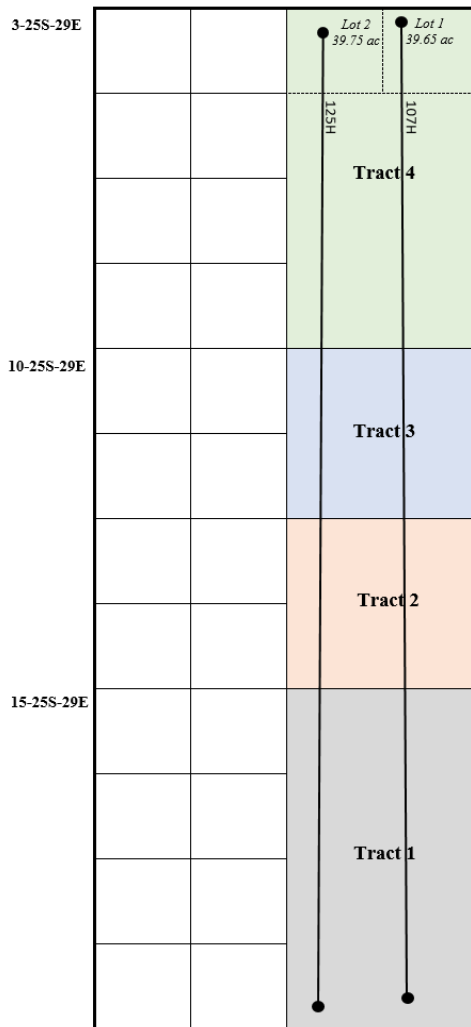 3-25S-29E
Lot 2
39.75 ac
Lot 1
39.65 ac
125H
107H
Tract 4
10-25S-29E
Tract 3
Tract 2
15-25S-29E
Tract 1